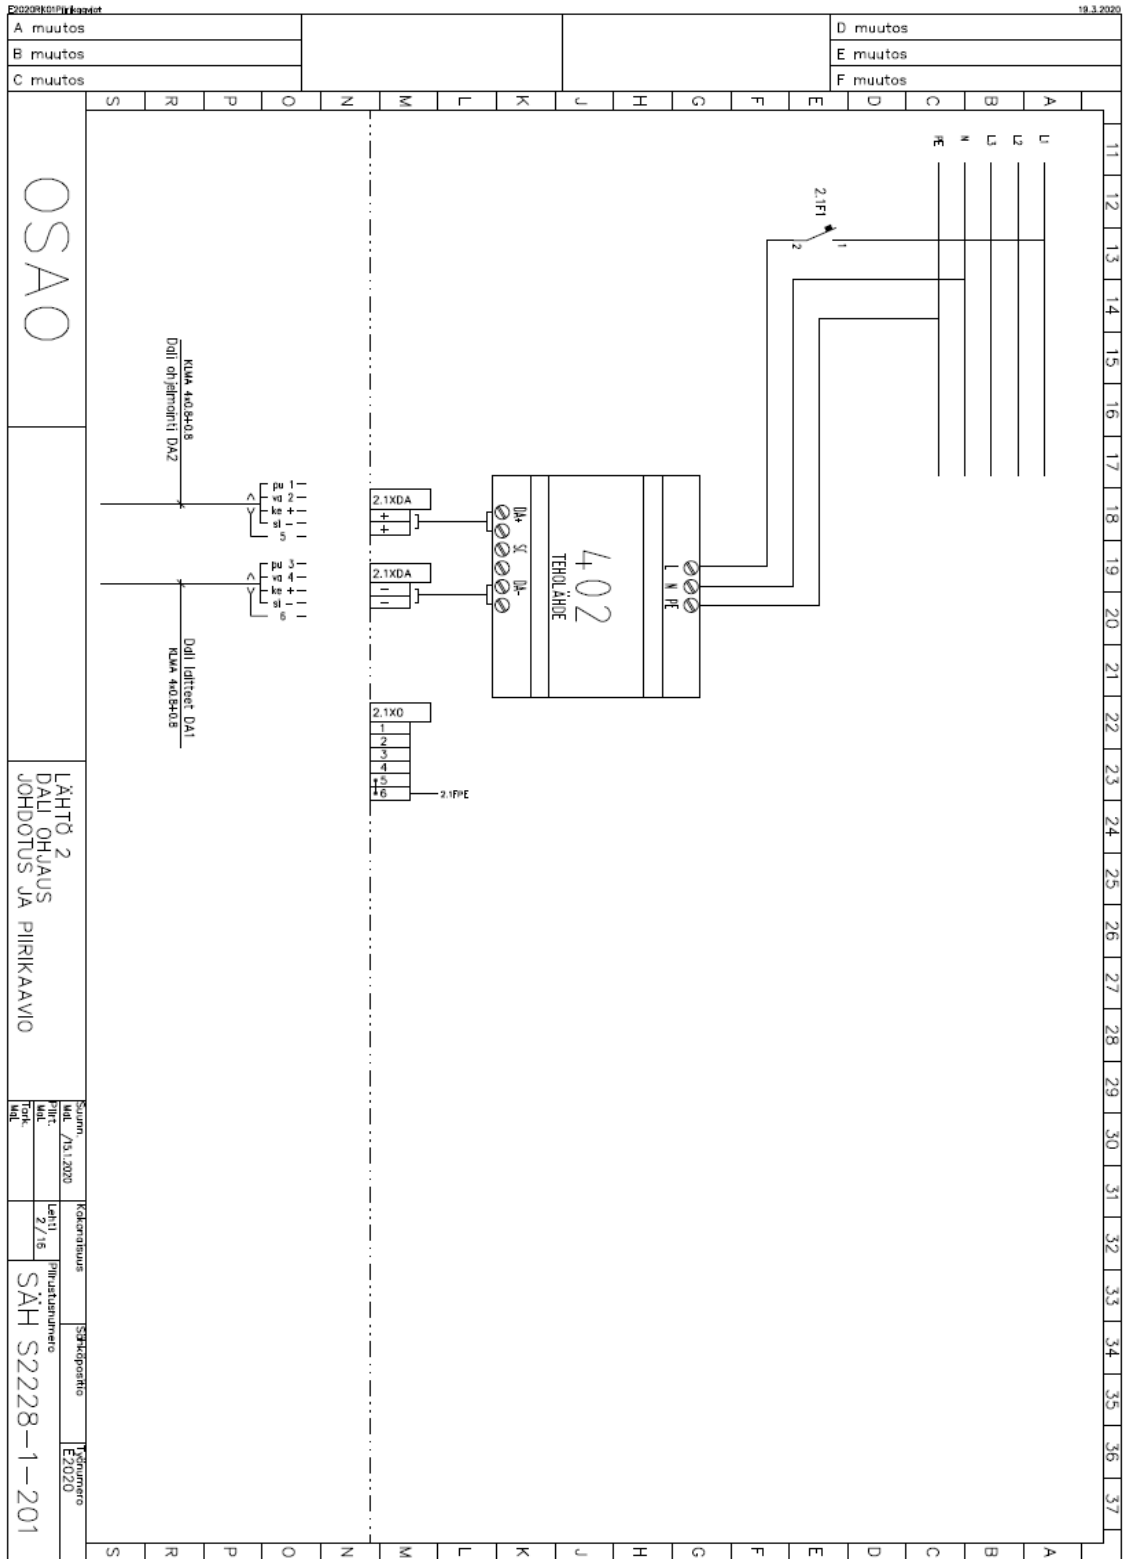 E2020RK01Piirikaaviot
19.3.2020
A muutos
B muutos
C muutos
D muutos
E muutos
F muutos
S R P O N M L K J H G F E D C B A
11 12 13 14 15 16 17 18 19 20 21 22 23 24 25 26 27 28 29 30 31 32 33 34 35 36 37
L1
L2
L3
N
PE
2.1F1
1
2
L N PE
402
TEHOLÄHDE
DA+ SC DA-
2.1XDA
+
+
2.1XDA
-
-
2.1X0
1
2
3
4
5
6
2.1FPE
pu 1
va 2
ke +
si -
5
pu 3
va 4
ke +
si -
6
KLMA 4x0.8+0.8
Dali ohjelmointi DA2
Dali laitteet DA1
KLMA 4x0.8+0.8
OSAO
LÄHTÖ 2
DALI OHJAUS
JOHDOTUS JA PIIRIKAAVIO
Suunn.
MaL /15.1.2020
Piirt.
MaL
Tark.
MaL
Kokonaisuus
Sähköpositio
Työnumero
E2020
Lehti
2/16
Piirustusnumero
SÄH S2228-1-201
S R P O N M L K J H G F E D C B A